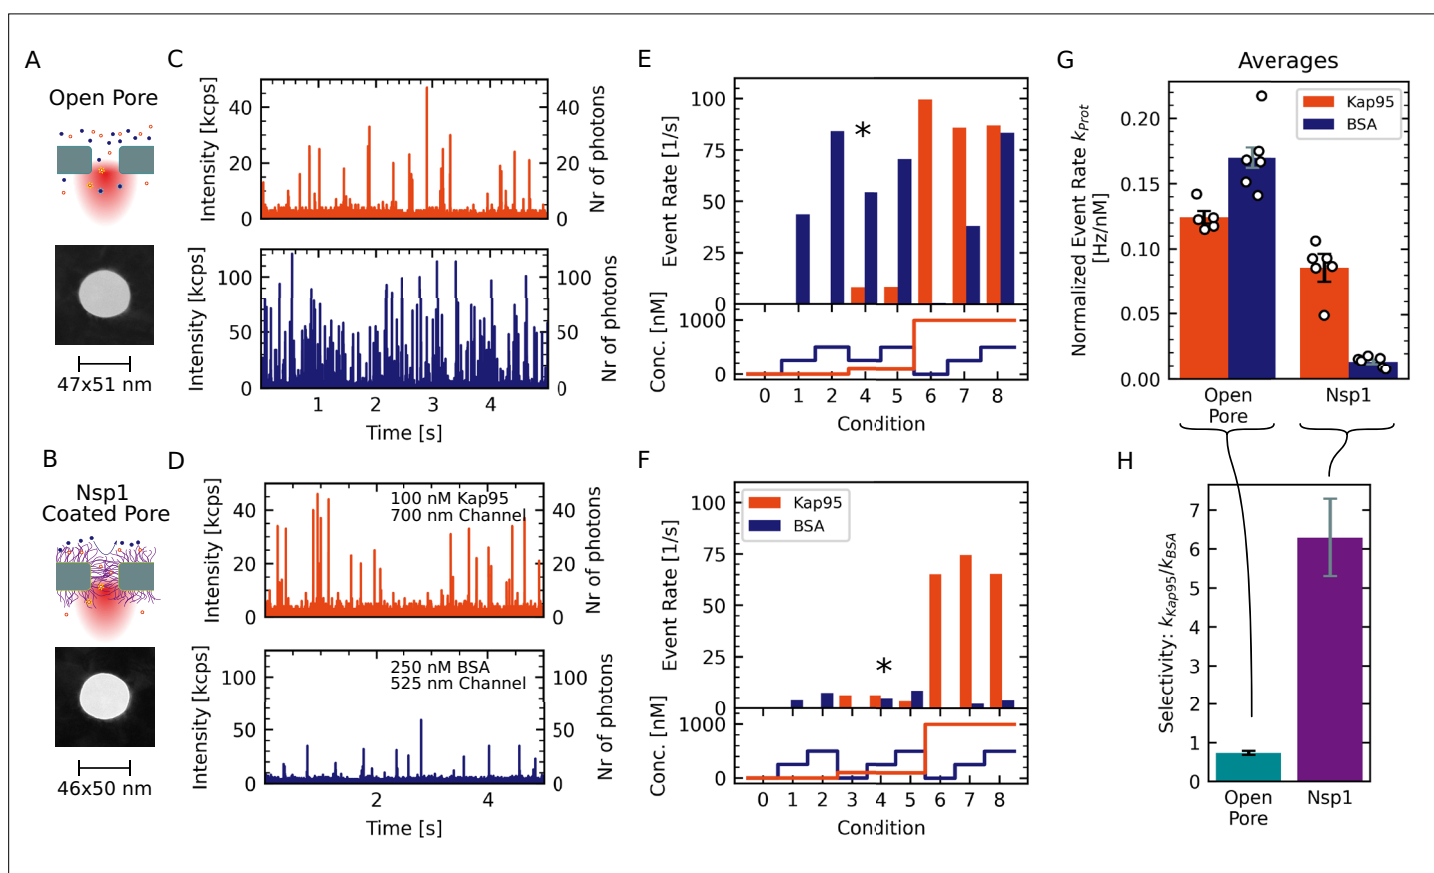 A
Open Pore
47x51 nm
B
Nsp1
Coated Pore
46x50 nm
C
Intensity [kcps]
40
20
0
Nr of photons
40
20
0
Intensity [kcps]
100
50
0
Nr of photons
100
50
0
1 2 3 4
Time [s]
D
100 nM Kap95
700 nm Channel
Intensity [kcps]
40
20
0
Nr of photons
40
20
0
250 nM BSA
525 nm Channel
Intensity [kcps]
100
50
0
Nr of photons
100
50
0
2 4
Time [s]
E
Event Rate [1/s]
100
75
50
25
0
*
Conc. [nM]
1000
0
0 1 2 4 5 6 7 8
Condition
F
Event Rate [1/s]
100
75
50
25
0
Kap95
BSA
*
Conc. [nM]
1000
0
0 1 2 3 4 5 6 7 8
Condition
G
Averages
Normalized Event Rate k_Prot
[Hz/nM]
0.20
0.15
0.10
0.05
0.00
Kap95
BSA
Open
Pore
Nsp1
H
Selectivity: k_Kap95/k_BSA
7
6
5
4
3
2
1
0
Open
Pore
Nsp1